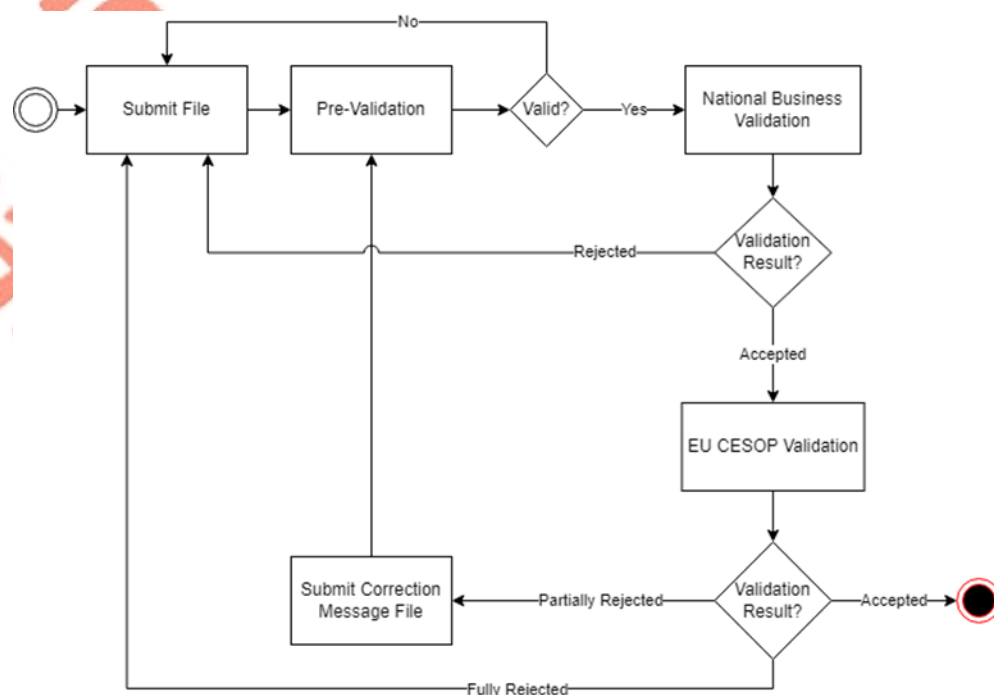 No
Submit File
Pre-Validation
Valid?
Yes
National Business
Validation
Rejected
Validation
Result?
Accepted
EU CESOP Validation
Submit Correction
Message File
Partially Rejected
Validation
Result?
Accepted
Fully Rejected